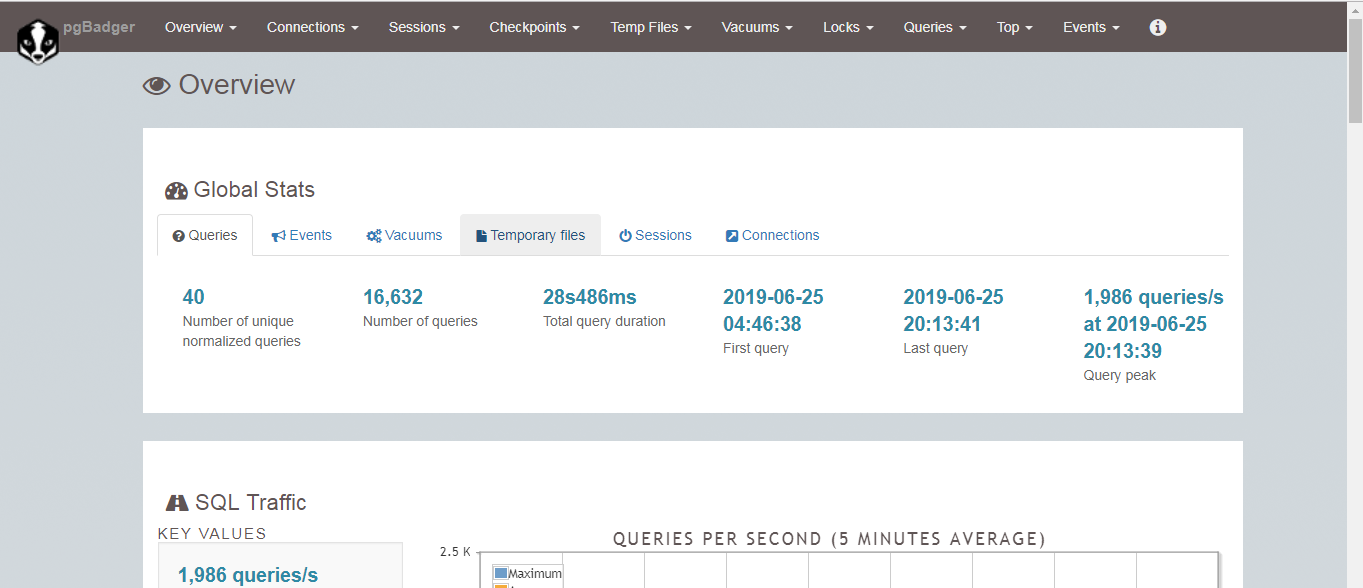 pgBadger Overview Connections Sessions Checkpoints Temp Files Vacuums Locks Queries Top Events
Overview
Global Stats
Queries Events Vacuums Temporary files Sessions Connections
40
Number of unique
normalized queries
16,632
Number of queries
28s486ms
Total query duration
2019-06-25
04:46:38
First query
2019-06-25
20:13:41
Last query
1,986 queries/s
at 2019-06-25
20:13:39
Query peak
SQL Traffic
KEY VALUES
1,986 queries/s
QUERIES PER SECOND (5 MINUTES AVERAGE)
2.5 K
Maximum